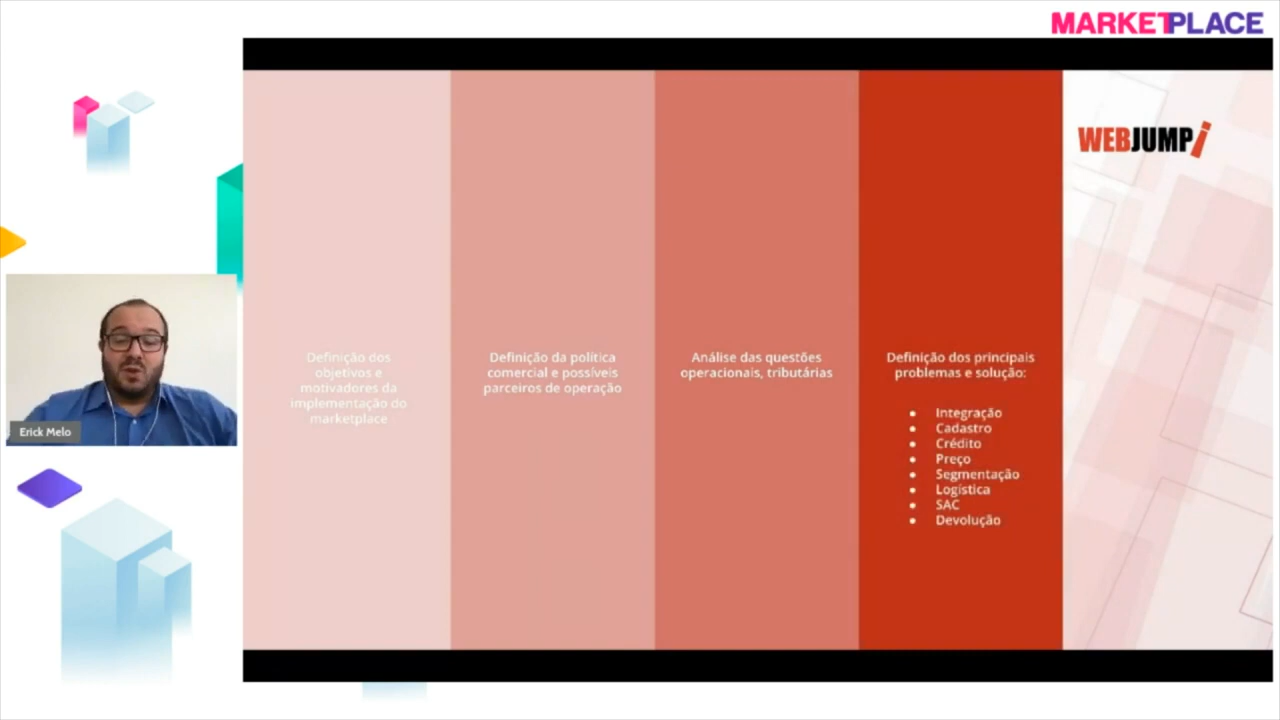 MARKETPLACE
WEBJUMP
Definição dos
objetivos e
motivadores da
implementação do
marketplace
Definição da política
comercial e possíveis
parceiros de operação
Análise das questões
operacionais, tributárias
Definição dos principais
problemas e solução:
• Integração
• Cadastro
• Crédito
• Preço
• Segmentação
• Logística
• SAC
• Devolução
Erick Melo